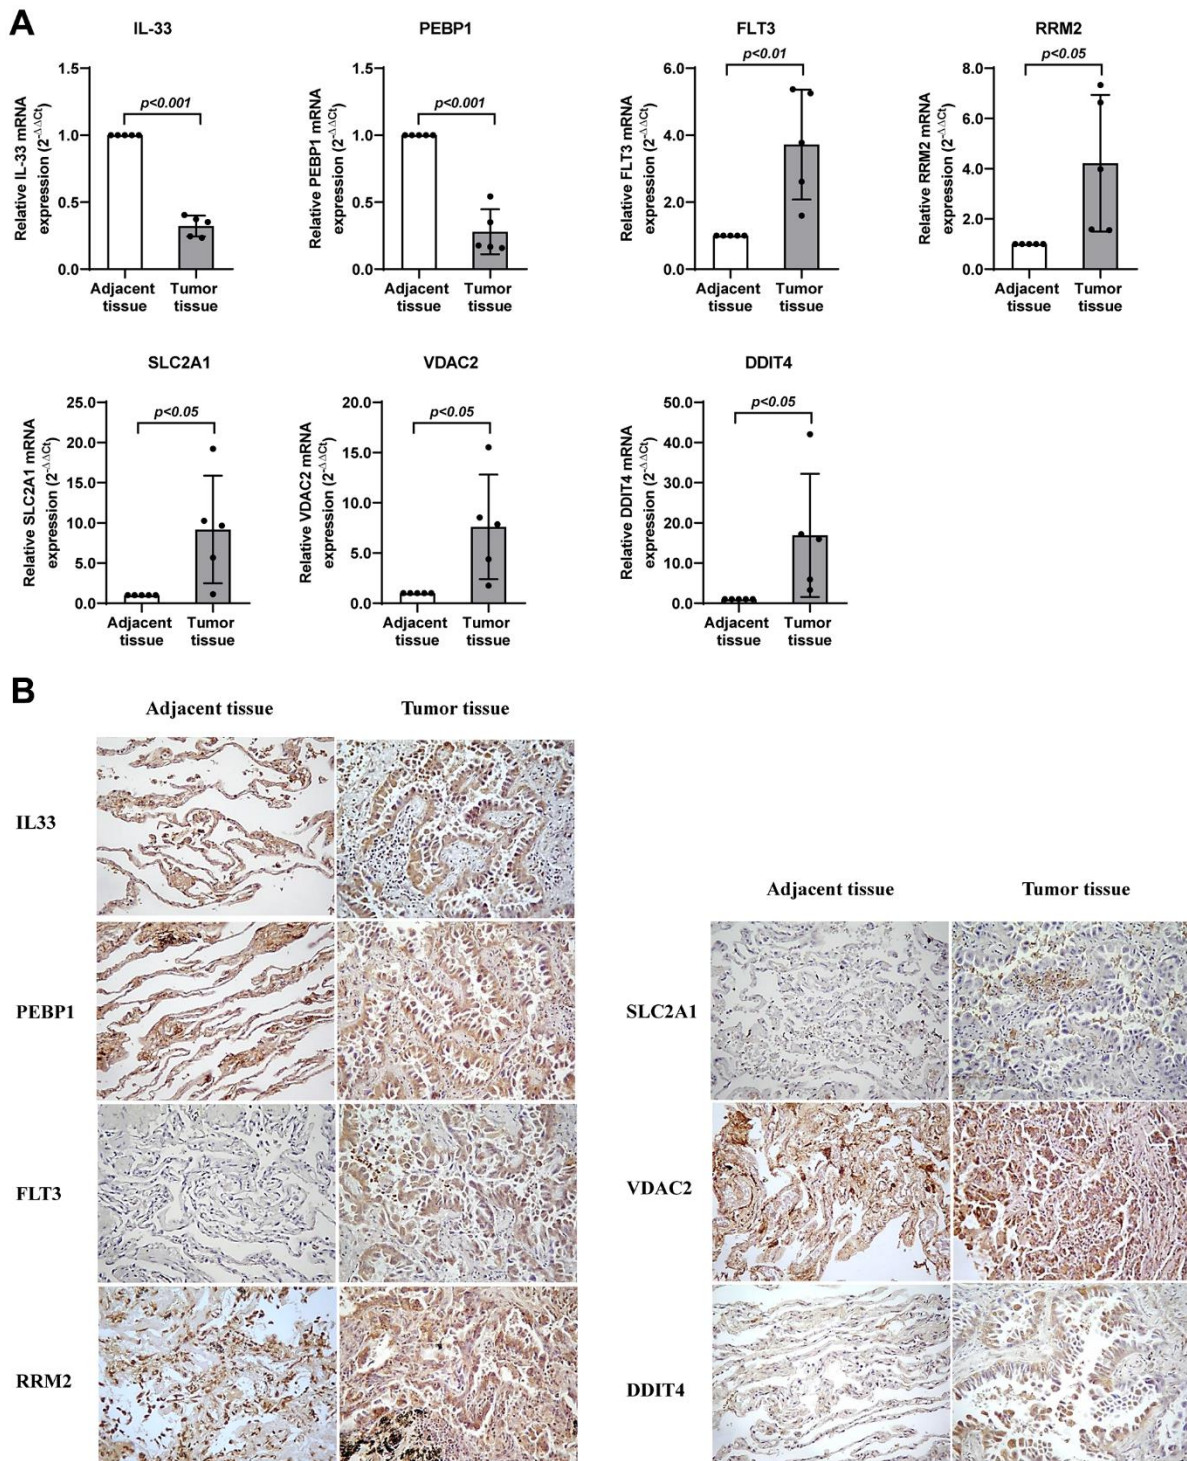 A
IL-33
PEBP1
FLT3
RRM2
Relative IL-33 mRNA
expression (2-ΔΔCt)
1.5
1.0
0.5
0.0
p<0.001
Adjacent
tissue
Tumor
tissue
Relative PEBP1 mRNA
expression (2-ΔΔCt)
1.5
1.0
0.5
0.0
p<0.001
Adjacent
tissue
Tumor
tissue
Relative FLT3 mRNA
expression (2-ΔΔCt)
6.0
4.0
2.0
0.0
p<0.01
Adjacent
tissue
Tumor
tissue
Relative RRM2 mRNA
expression (2-ΔΔCt)
8.0
6.0
4.0
2.0
0.0
p<0.05
Adjacent
tissue
Tumor
tissue
SLC2A1
VDAC2
DDIT4
Relative SLC2A1 mRNA
expression (2-ΔΔCt)
25.0
20.0
15.0
10.0
5.0
0.0
p<0.05
Adjacent
tissue
Tumor
tissue
Relative VDAC2 mRNA
expression (2-ΔΔCt)
20.0
15.0
10.0
5.0
0.0
p<0.05
Adjacent
tissue
Tumor
tissue
Relative DDIT4 mRNA
expression (2-ΔΔCt)
50.0
40.0
30.0
20.0
10.0
0.0
p<0.05
Adjacent
tissue
Tumor
tissue
B
Adjacent tissue
Tumor tissue
IL33
PEBP1
FLT3
RRM2
Adjacent tissue
Tumor tissue
SLC2A1
VDAC2
DDIT4